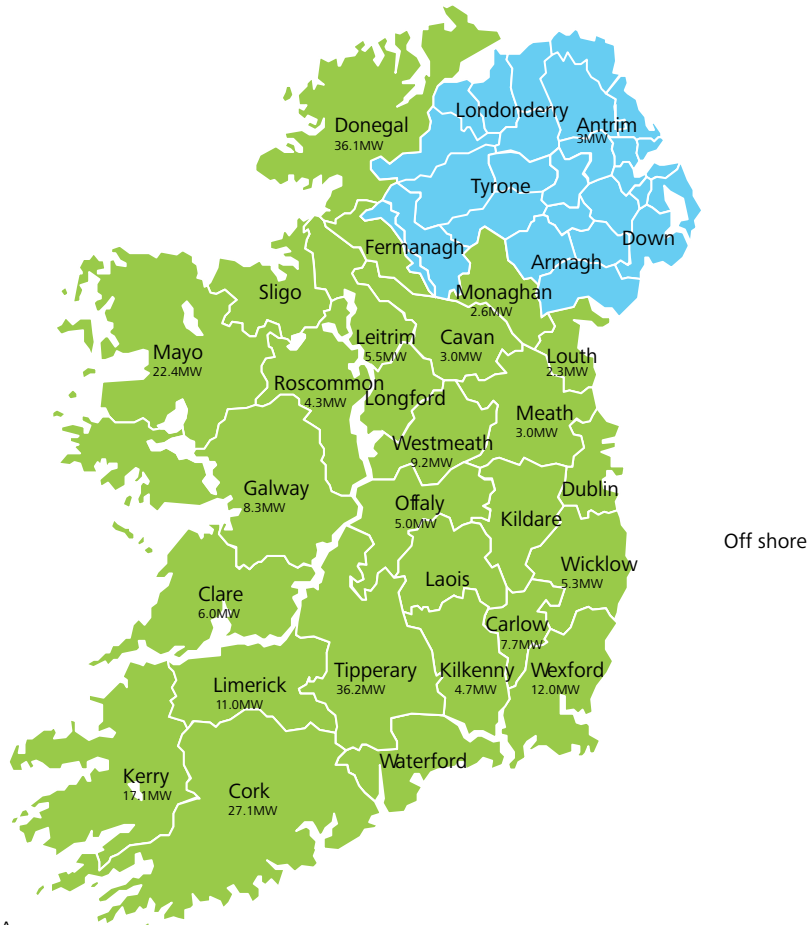 Londonderry
Donegal
36.1MW
Antrim
3MW
Tyrone
Fermanagh
Down
Armagh
Sligo
Monaghan
2.6MW
Mayo
22.4MW
Leitrim
5.5MW
Cavan
3.0MW
Louth
2.3MW
Roscommon
4.3MW
Longford
Meath
3.0MW
Westmeath
9.2MW
Galway
8.3MW
Offaly
5.0MW
Dublin
Kildare
Off shore
Wicklow
5.3MW
Laois
Clare
6.0MW
Carlow
7.7MW
Tipperary
36.2MW
Kilkenny
4.7MW
Wexford
12.0MW
Limerick
11.0MW
Waterford
Kerry
17.1MW
Cork
27.1MW